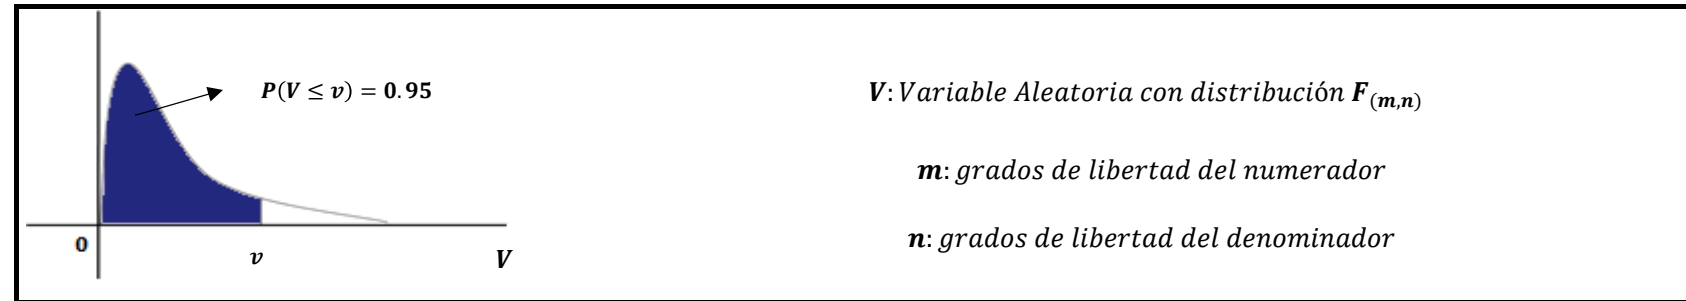 𝑷(𝑽 ≤ 𝒗) = 𝟎.𝟗𝟓
0
𝒗
𝑽
𝑽: 𝑉𝑎𝑟𝑖𝑎𝑏𝑙𝑒 𝐴𝑙𝑒𝑎𝑡𝑜𝑟𝑖𝑎 𝑐𝑜𝑛 𝑑𝑖𝑠𝑡𝑟𝑖𝑏𝑢𝑐𝑖ó𝑛 𝑭(𝒎,𝒏)
𝒎: 𝑔𝑟𝑎𝑑𝑜𝑠 𝑑𝑒 𝑙𝑖𝑏𝑒𝑟𝑡𝑎𝑑 𝑑𝑒𝑙 𝑛𝑢𝑚𝑒𝑟𝑎𝑑𝑜𝑟
𝒏: 𝑔𝑟𝑎𝑑𝑜𝑠 𝑑𝑒 𝑙𝑖𝑏𝑒𝑟𝑡𝑎𝑑 𝑑𝑒𝑙 𝑑𝑒𝑛𝑜𝑚𝑖𝑛𝑎𝑑𝑜𝑟